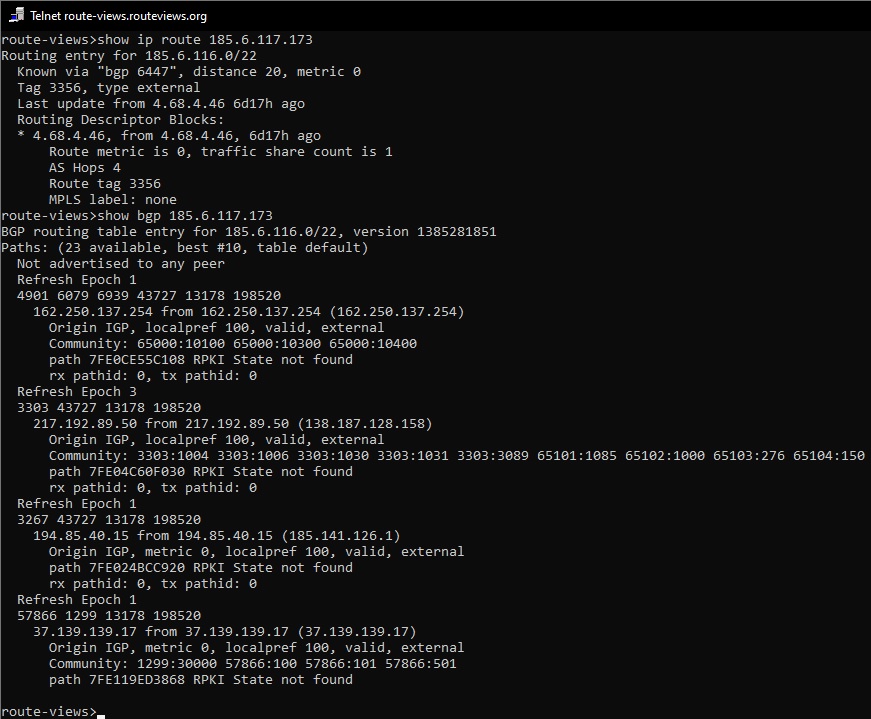 Telnet route-views.routeviews.org
route-views>show ip route 185.6.117.173
Routing entry for 185.6.116.0/22
  Known via "bgp 6447", distance 20, metric 0
  Tag 3356, type external
  Last update from 4.68.4.46 6d17h ago
  Routing Descriptor Blocks:
  * 4.68.4.46, from 4.68.4.46, 6d17h ago
      Route metric is 0, traffic share count is 1
      AS Hops 4
      Route tag 3356
      MPLS label: none
route-views>show bgp 185.6.117.173
BGP routing table entry for 185.6.116.0/22, version 1385281851
Paths: (23 available, best #10, table default)
  Not advertised to any peer
  Refresh Epoch 1
  4901 6079 6939 43727 13178 198520
    162.250.137.254 from 162.250.137.254 (162.250.137.254)
      Origin IGP, localpref 100, valid, external
      Community: 65000:10100 65000:10300 65000:10400
      path 7FE0CE55C108 RPKI State not found
      rx pathid: 0, tx pathid: 0
  Refresh Epoch 3
  3303 43727 13178 198520
    217.192.89.50 from 217.192.89.50 (138.187.128.158)
      Origin IGP, localpref 100, valid, external
      Community: 3303:1004 3303:1006 3303:1030 3303:1031 3303:3089 65101:1085 65102:1000 65103:276 65104:150
      path 7FE04C60F030 RPKI State not found
      rx pathid: 0, tx pathid: 0
  Refresh Epoch 1
  3267 43727 13178 198520
    194.85.40.15 from 194.85.40.15 (185.141.126.1)
      Origin IGP, metric 0, localpref 100, valid, external
      path 7FE024BCC920 RPKI State not found
      rx pathid: 0, tx pathid: 0
  Refresh Epoch 1
  57866 1299 13178 198520
    37.139.139.17 from 37.139.139.17 (37.139.139.17)
      Origin IGP, metric 0, localpref 100, valid, external
      Community: 1299:30000 57866:100 57866:101 57866:501
      path 7FE119ED3868 RPKI State not found
route-views>